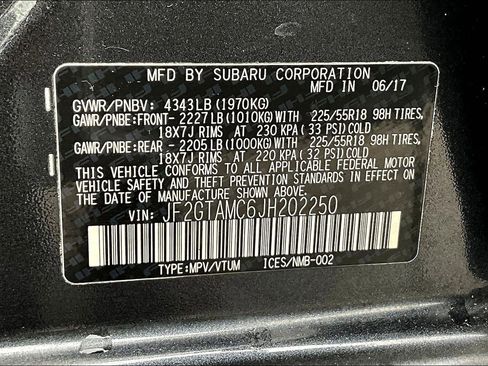 MFD BY SUBARU CORPORATION
MFD IN 06/17
GVWR/PNBV: 4343LB(1970KG)
GAWR/PNBE:FRONT- 2227LB(1010KG)WITH 225/55R18 98H TIRES,
18X7J RIMS AT 230 KPA(33 PSI)COLD
GAWR/PNBE:REAR - 2205LB(1000KG)WITH 225/55R18 98H TIRES,
18X7J RIMS AT 220 KPA(32 PSI)COLD
THIS VEHICLE CONFORMS TO ALL APPLICABLE FEDERAL MOTOR
VEHICLE SAFETY AND THEFT PREVENTION STANDARDS IN EFFECT ON
THE DATE OF MANUFACTURE SHOWN ABOVE.
VIN: JF2GTAMC6JH202250
TYPE:MPV/VTUM ICES/NMB-002